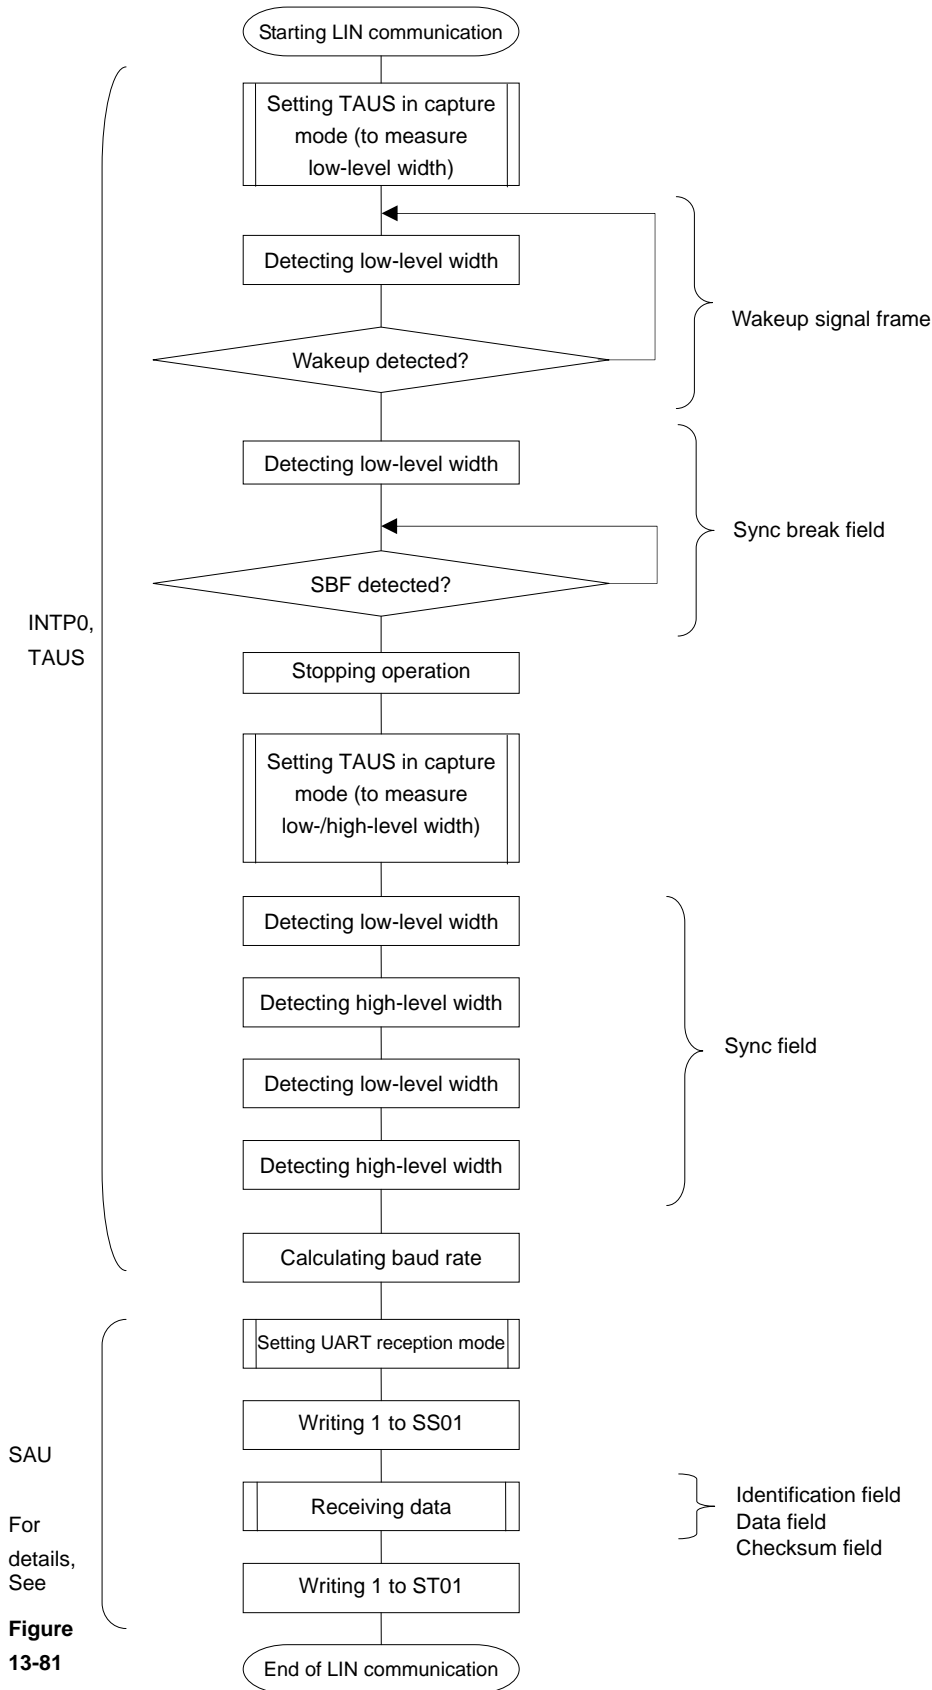 Starting LIN communication
Setting TAUS in capture
mode (to measure
low-level width)
Detecting low-level width
Wakeup signal frame
Wakeup detected?
Detecting low-level width
Sync break field
SBF detected?
INTP0,
TAUS
Stopping operation
Setting TAUS in capture
mode (to measure
low-/high-level width)
Detecting low-level width
Detecting high-level width
Sync field
Detecting low-level width
Detecting high-level width
Calculating baud rate
Setting UART reception mode
Writing 1 to SS01
SAU
Receiving data
Identification field
Data field
Checksum field
For
details,
See
Figure
13-81
Writing 1 to ST01
End of LIN communication